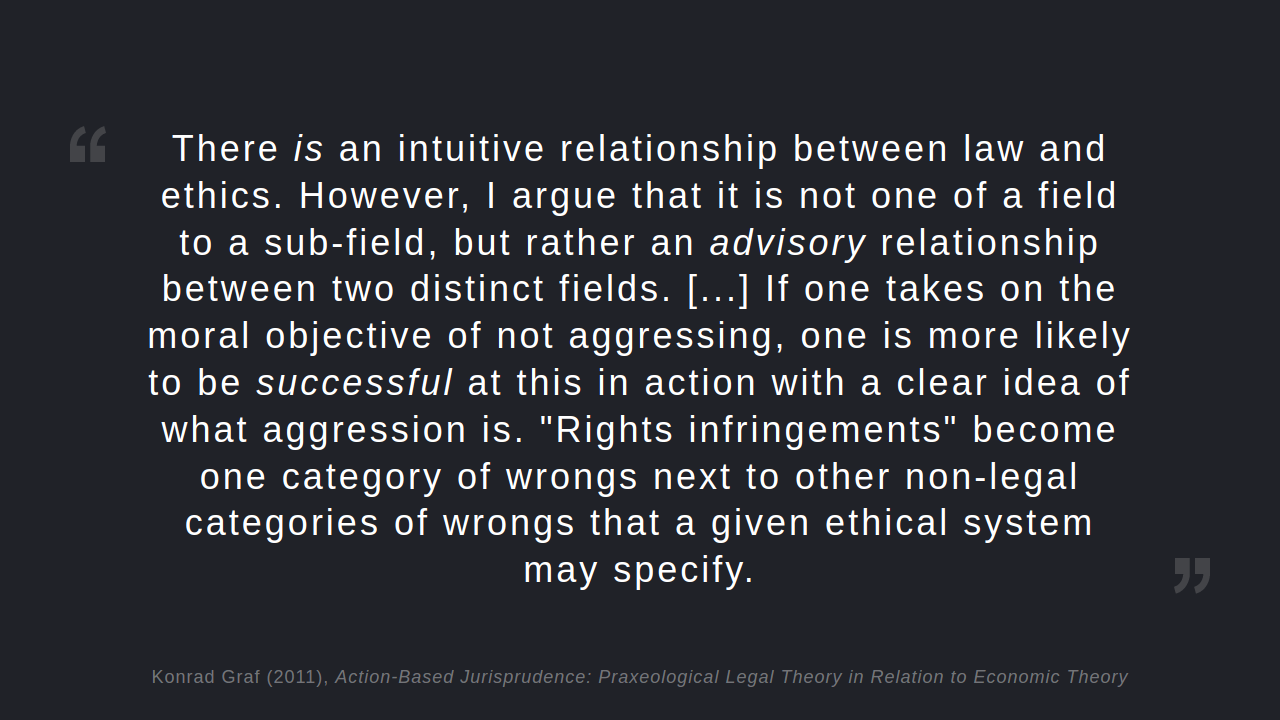 “
There is an intuitive relationship between law and
ethics. However, I argue that it is not one of a field
to a sub-field, but rather an advisory relationship
between two distinct fields. [...] If one takes on the
moral objective of not aggressing, one is more likely
to be successful at this in action with a clear idea of
what aggression is. "Rights infringements" become
one category of wrongs next to other non-legal
categories of wrongs that a given ethical system
may specify.
”
Konrad Graf (2011), Action-Based Jurisprudence: Praxeological Legal Theory in Relation to Economic Theory